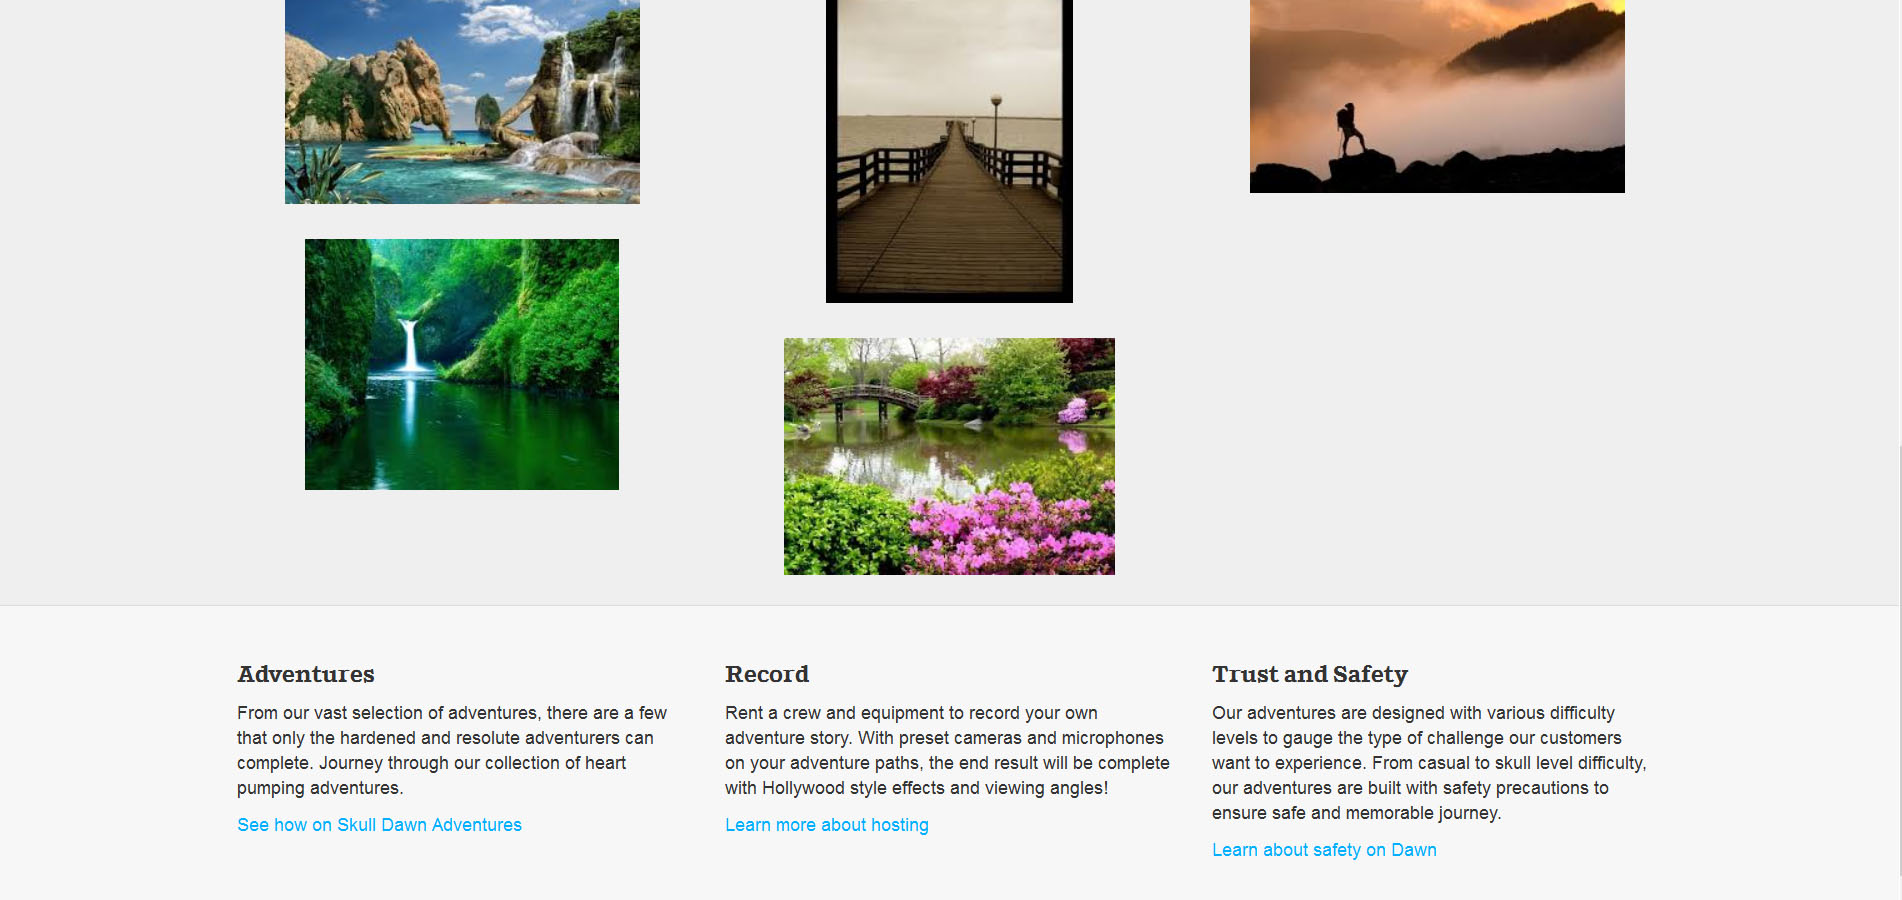 Adventures
From our vast selection of adventures, there are a few
that only the hardened and resolute adventurers can
complete. Journey through our collection of heart
pumping adventures.
See how on Skull Dawn Adventures
Record
Rent a crew and equipment to record your own
adventure story. With preset cameras and microphones
on your adventure paths, the end result will be complete
with Hollywood style effects and viewing angles!
Learn more about hosting
Trust and Safety
Our adventures are designed with various difficulty
levels to gauge the type of challenge our customers
want to experience. From casual to skull level difficulty,
our adventures are built with safety precautions to
ensure safe and memorable journey.
Learn about safety on Dawn